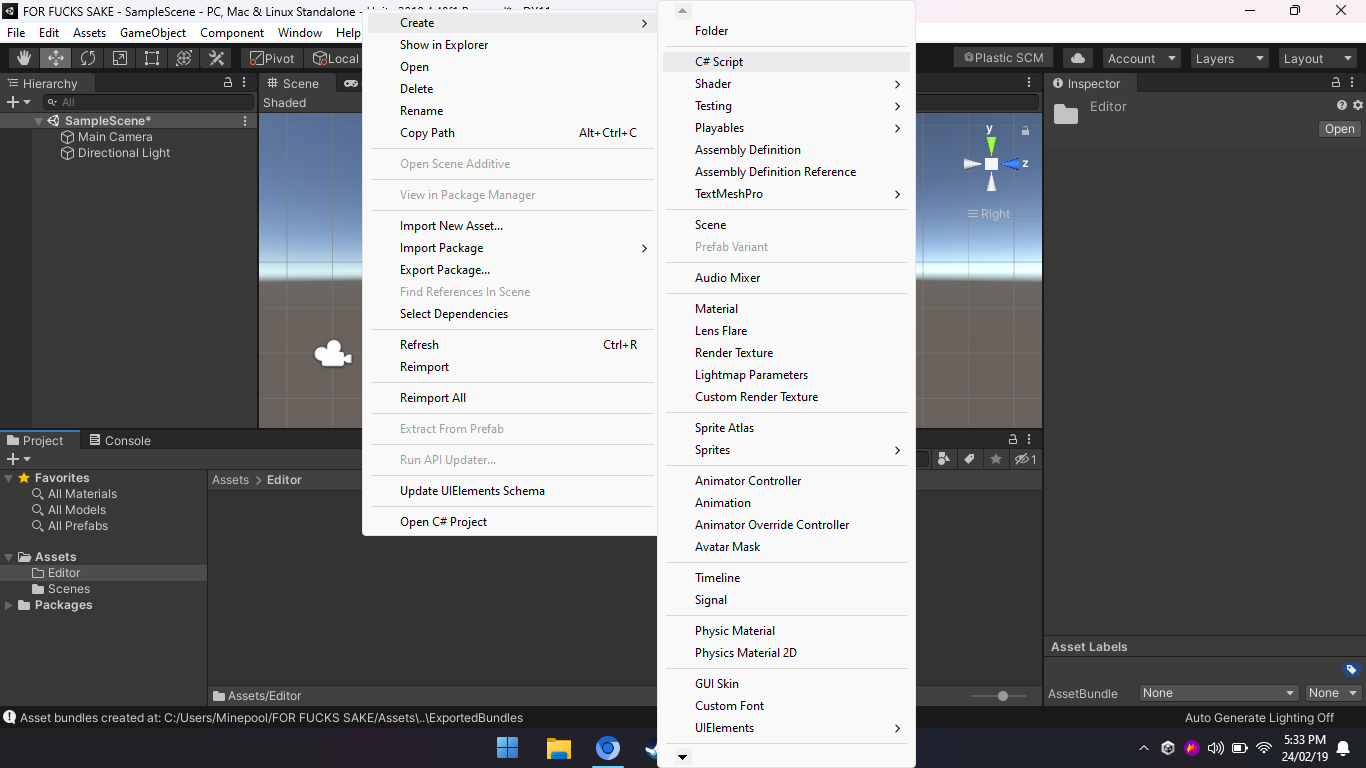 FOR FUCKS SAKE - SampleScene - PC, Mac & Linux Standalone -
File Edit Assets GameObject Component Window Help
Pivot Local Plastic SCM Account Layers Layout
Hierarchy
All
SampleScene*
Main Camera
Directional Light
Scene
Shaded
y
z
Right
Inspector
Editor
Open
Create
Show in Explorer
Open
Delete
Rename
Copy Path Alt+Ctrl+C
Open Scene Additive
View in Package Manager
Import New Asset...
Import Package
Export Package...
Find References In Scene
Select Dependencies
Refresh Ctrl+R
Reimport
Reimport All
Extract From Prefab
Run API Updater...
Update UIElements Schema
Open C# Project
Folder
C# Script
Shader
Testing
Playables
Assembly Definition
Assembly Definition Reference
TextMeshPro
Scene
Prefab Variant
Audio Mixer
Material
Lens Flare
Render Texture
Lightmap Parameters
Custom Render Texture
Sprite Atlas
Sprites
Animator Controller
Animation
Animator Override Controller
Avatar Mask
Timeline
Signal
Physic Material
Physics Material 2D
GUI Skin
Custom Font
UIElements
Project Console
1
Favorites
All Materials
All Models
All Prefabs
Assets
Editor
Scenes
Packages
Assets > Editor
Assets/Editor
Asset Labels
AssetBundle None None
Asset bundles created at: C:/Users/Minepool/FOR FUCKS SAKE/Assets\..\ExportedBundles
Auto Generate Lighting Off
5:33 PM
24/02/19